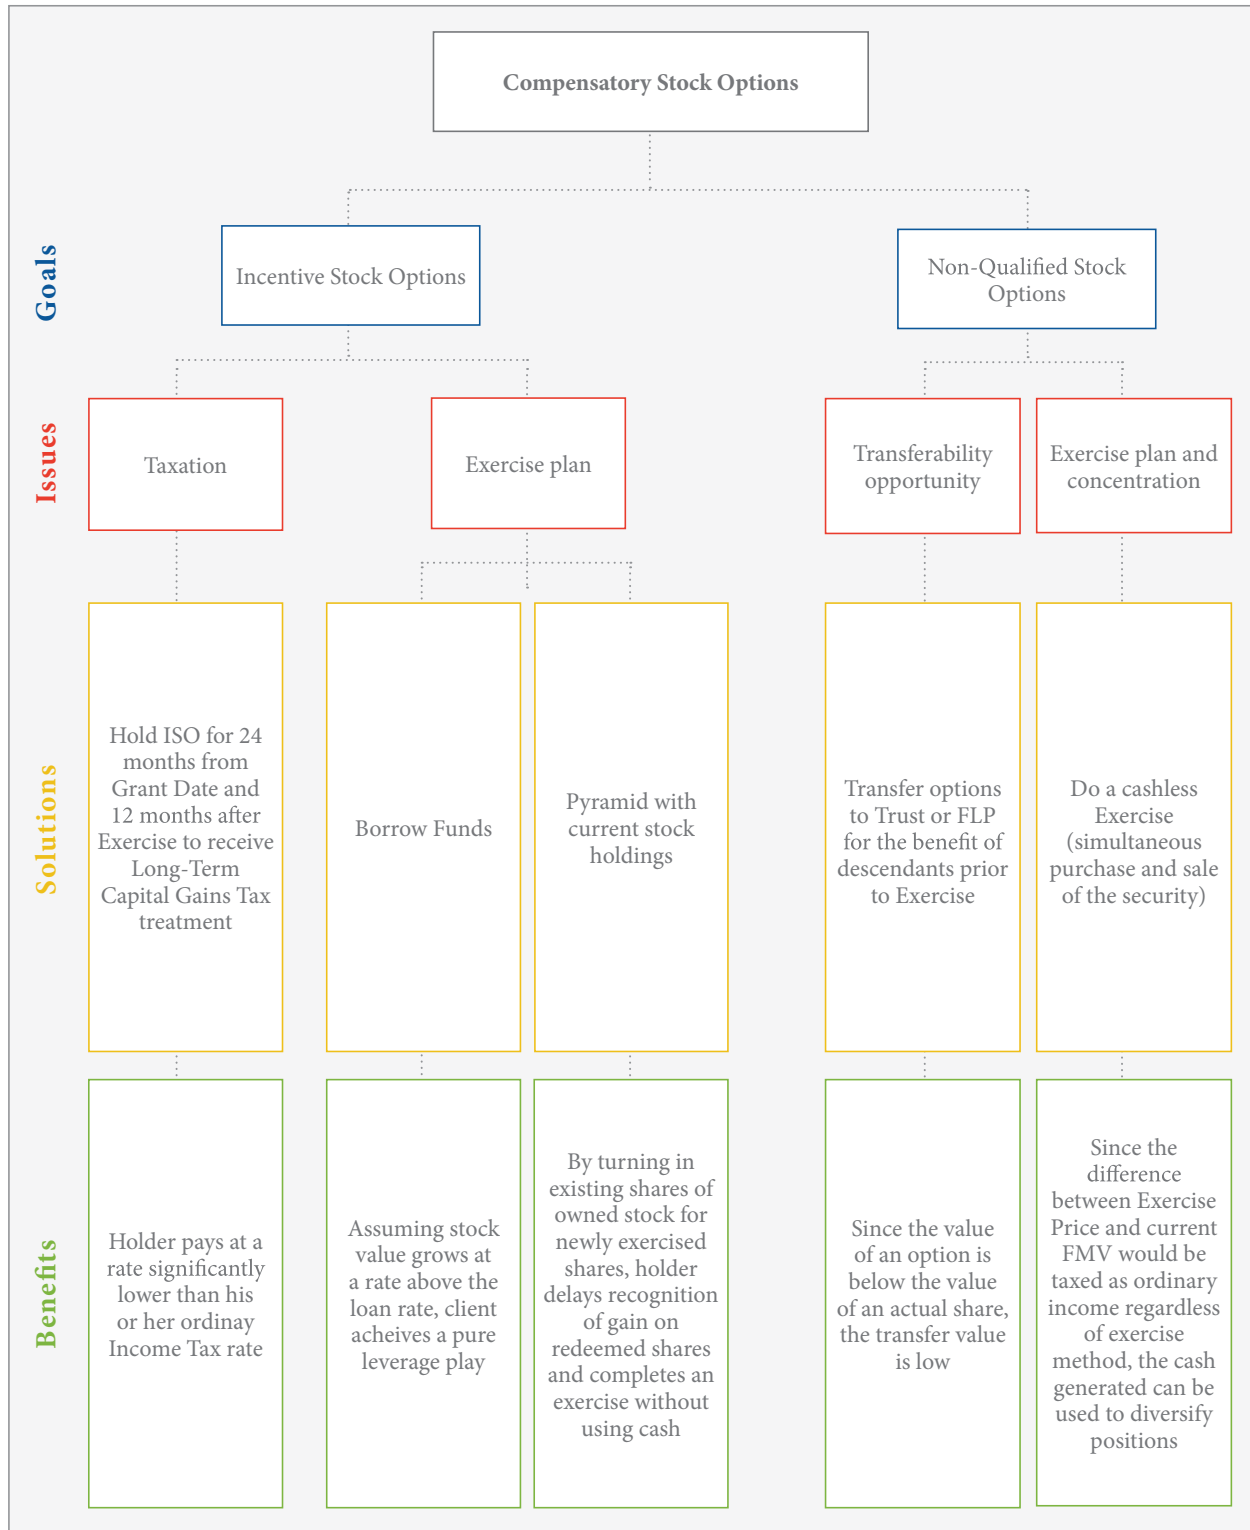 Compensatory Stock Options
Goals
Incentive Stock Options
Non-Qualified Stock
Options
Issues
Taxation
Exercise plan
Transferability
opportunity
Exercise plan and
concentration
Solutions
Hold ISO for 24
months from
Grant Date and
12 months after
Exercise to receive
Long-Term
Capital Gains Tax
treatment
Borrow Funds
Pyramid with
current stock
holdings
Transfer options
to Trust or FLP
for the benefit of
descendants prior
to Exercise
Do a cashless
Exercise
(simultaneous
purchase and sale
of the security)
Benefits
Holder pays at a
rate significantly
lower than his
or her ordinay
Income Tax rate
Assuming stock
value grows at
a rate above the
loan rate, client
acheives a pure
leverage play
By turning in
existing shares of
owned stock for
newly exercised
shares, holder
delays recognition
of gain on
redeemed shares
and completes an
exercise without
using cash
Since the value
of an option is
below the value
of an actual share,
the transfer value
is low
Since the
difference
between Exercise
Price and current
FMV would be
taxed as ordinary
income regardless
of exercise
method, the cash
generated can be
used to diversify
positions